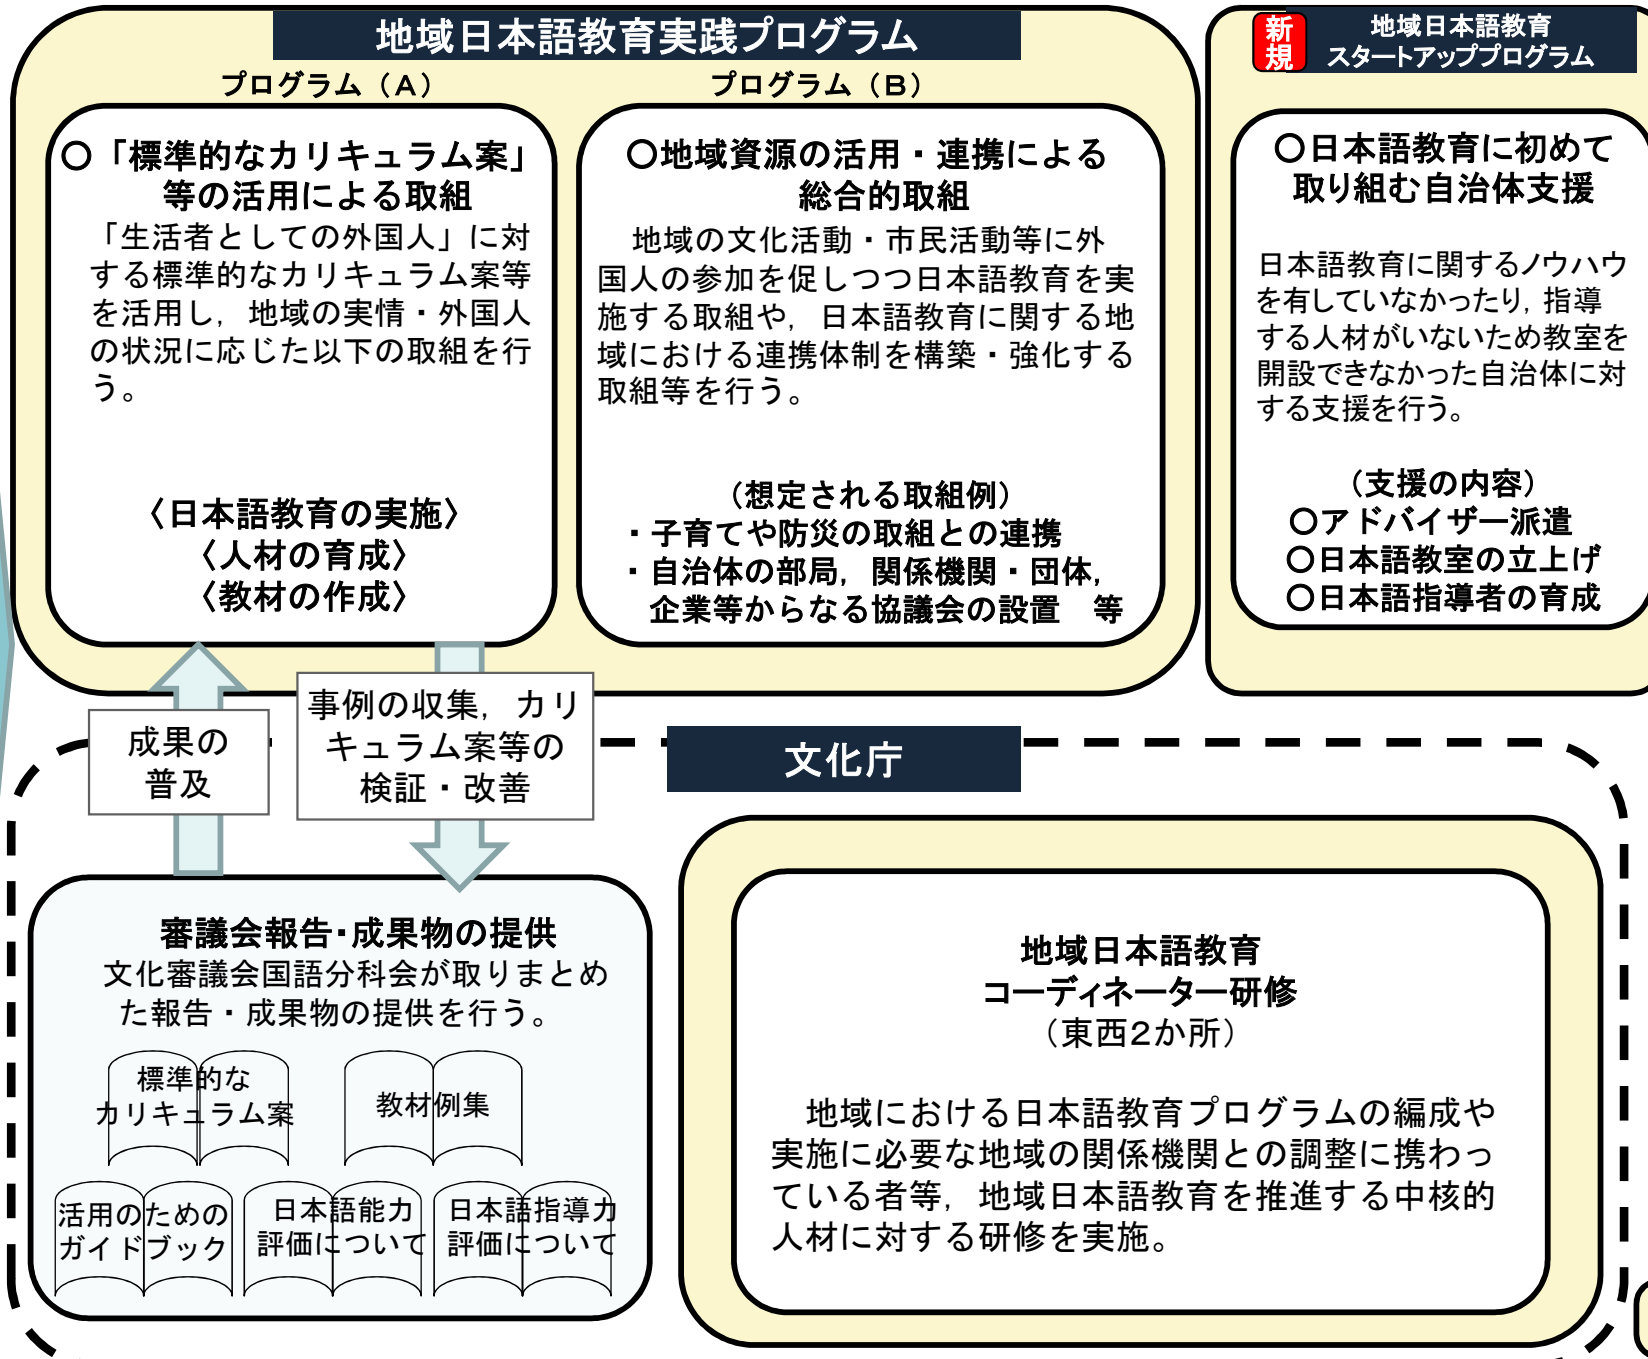 地域日本語教育実践プログラム
プログラム（Ａ）
〇「標準的なカリキュラム案」
等の活用による取組
「生活者としての外国人」に対
する標準的なカリキュラム案等
を活用し，地域の実情・外国人
の状況に応じた以下の取組を行
う。
〈日本語教育の実施〉
〈人材の育成〉
〈教材の作成〉
プログラム（Ｂ）
〇地域資源の活用・連携による
総合的取組
地域の文化活動・市民活動等に外
国人の参加を促しつつ日本語教育を実
施する取組や，日本語教育に関する地
域における連携体制を構築・強化する
取組等を行う。
（想定される取組例）
・子育てや防災の取組との連携
・自治体の部局，関係機関・団体，
企業等からなる協議会の設置　等
新規
地域日本語教育
スタートアッププログラム
〇日本語教育に初めて
取り組む自治体支援
日本語教育に関するノウハウ
を有していなかったり，指導
する人材がいないため教室を
開設できなかった自治体に対
する支援を行う。
（支援の内容）
〇アドバイザー派遣
〇日本語教室の立上げ
〇日本語指導者の育成
成果の
普及
事例の収集，カリ
キュラム案等の
検証・改善
文化庁
審議会報告・成果物の提供
文化審議会国語分科会が取りまとめ
た報告・成果物の提供を行う。
標準的な
カリキュラム案
教材例集
活用のための
ガイドブック
日本語能力
評価について
日本語指導力
評価について
地域日本語教育
コーディネーター研修
（東西２か所）
地域における日本語教育プログラムの編成や
実施に必要な地域の関係機関との調整に携わっ
ている者等，地域日本語教育を推進する中核的
人材に対する研修を実施。